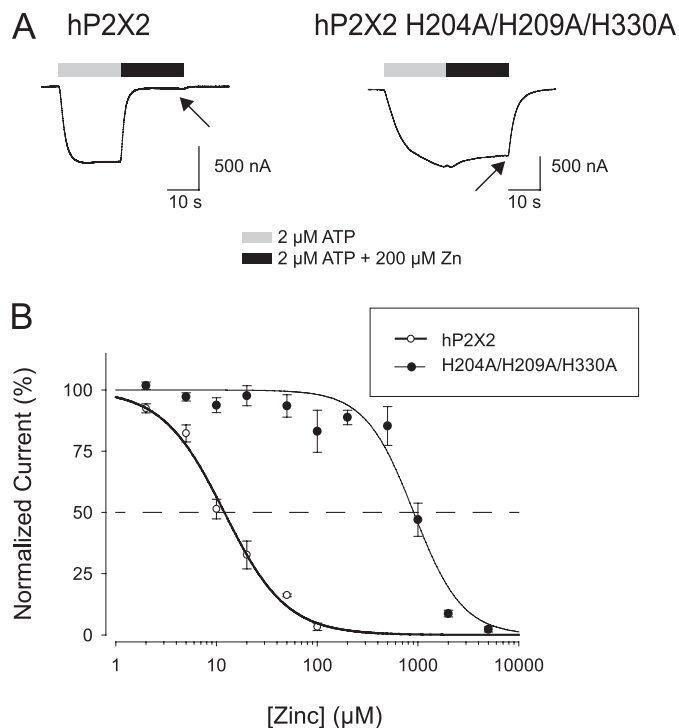 A
hP2X2
hP2X2 H204A/H209A/H330A
500 nA
10 s
500 nA
10 s
2 µM ATP
2 µM ATP + 200 µM Zn
B
hP2X2
H204A/H209A/H330A
Normalized Current (%)
100
75
50
25
0
1
10
100
1000
10000
[Zinc] (µM)